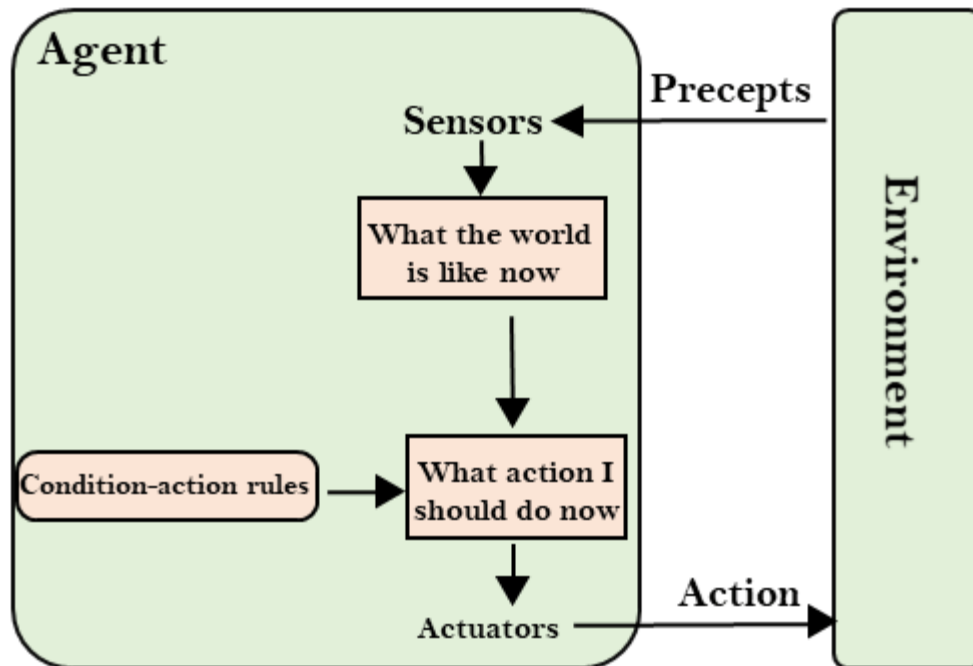 Agent
Precepts
Sensors
What the world
is like now
Environment
Condition-action rules
What action I
should do now
Action
Actuators